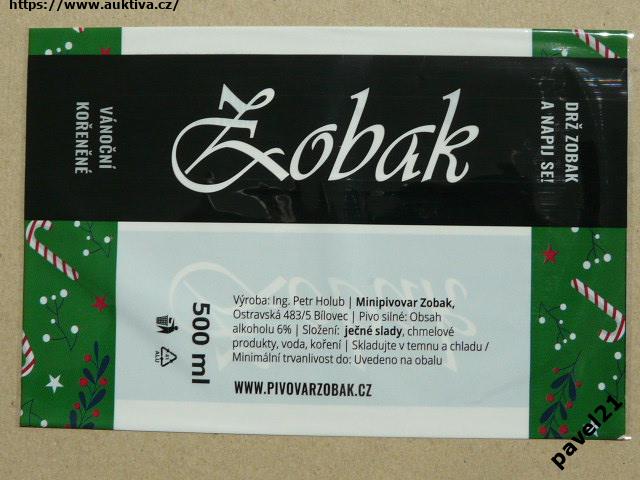 https://www.auktiva.cz/
VÁNOČNÍ
KOŘENĚNÉ
Zobak
DRŽ ZOBAK
A NAPIJ SE!
500 ml
Výroba: Ing. Petr Holub | Minipivovar Zobak,
Ostravská 483/5 Bílovec | Pivo silné: Obsah
alkoholu 6% | Složení: ječné slady, chmelové
produkty, voda, koření | Skladujte v temnu a chladu /
Minimální trvanlivost do: Uvedeno na obalu
WWW.PIVOVARZOBAK.CZ
pavel21